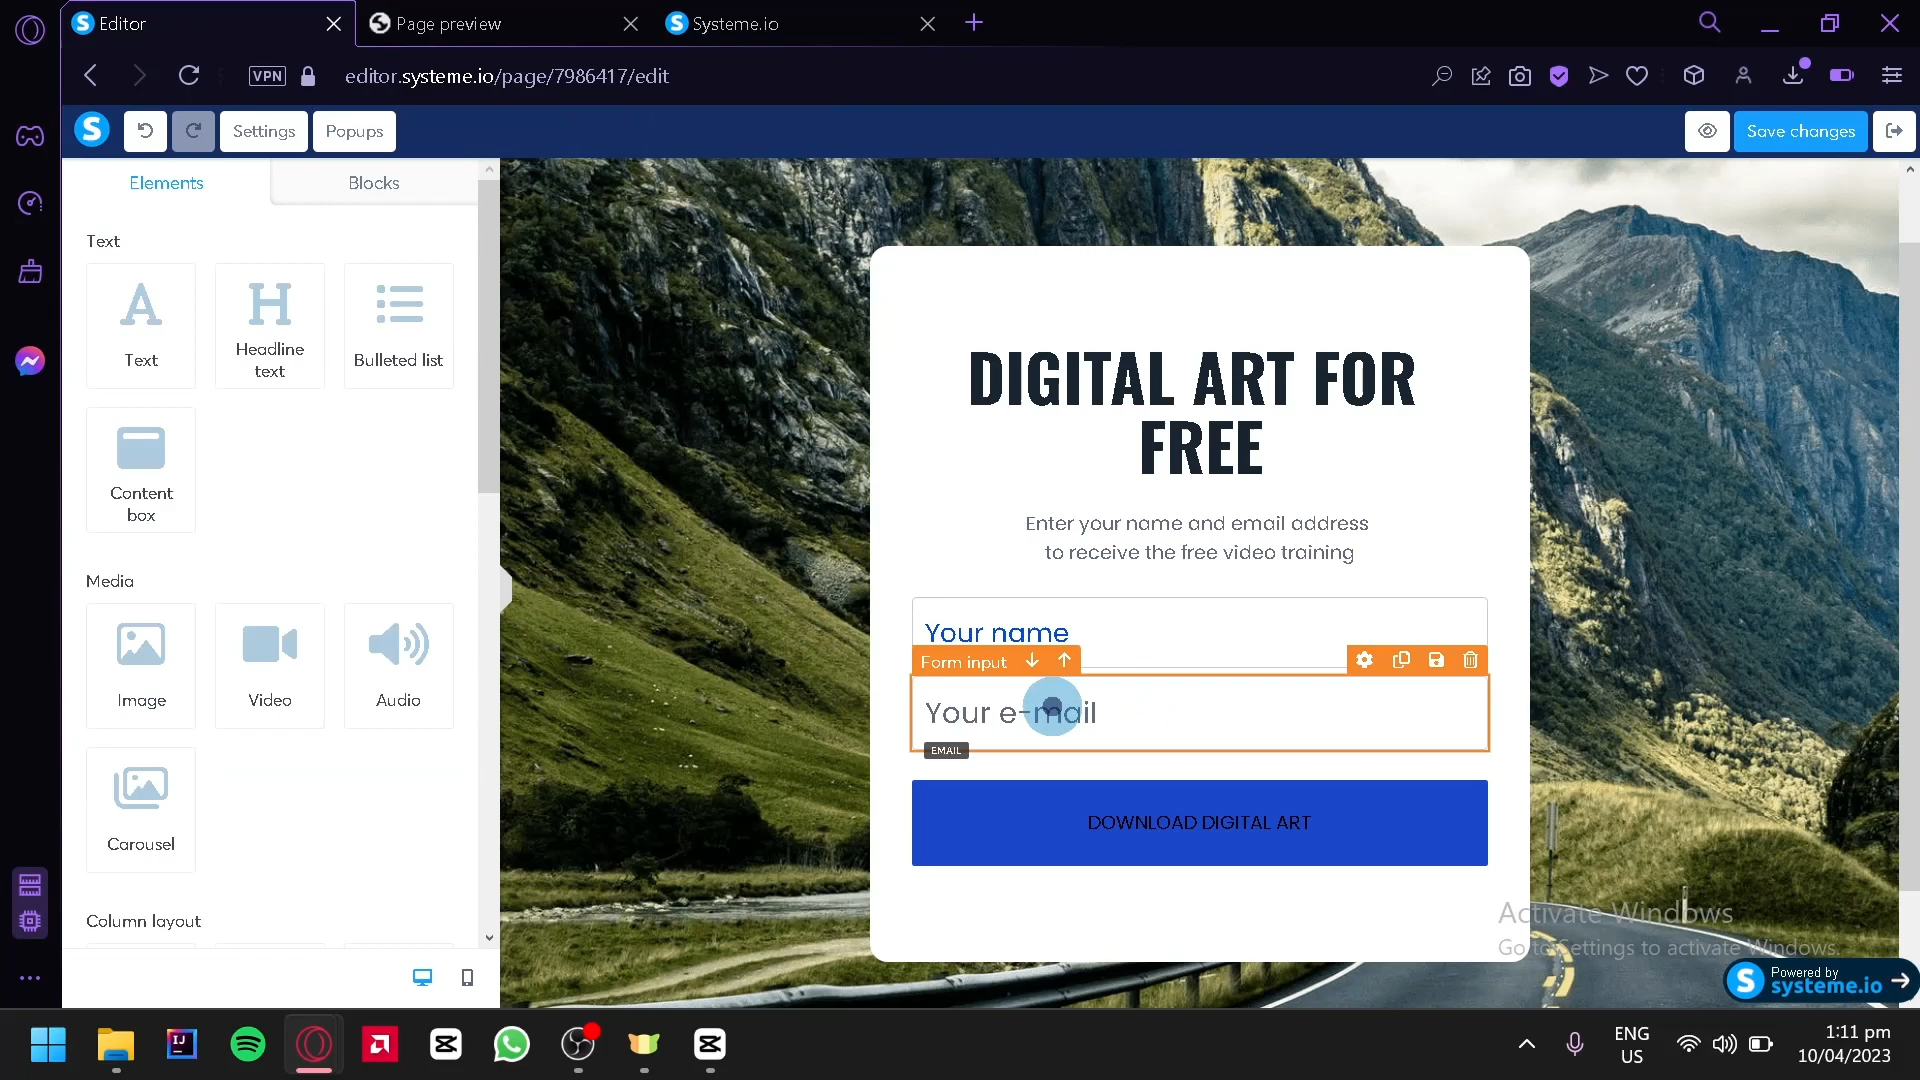 Editor
Page preview
Systeme.io
VPN
editor.systeme.io/page/7986417/edit
S
Settings
Popups
Save changes
Elements
Blocks
Text
Text
Headline
text
Bulleted list
Content
box
Media
Image
Video
Audio
Carousel
Column layout
DIGITAL ART FOR
FREE
Enter your name and email address
to receive the free video training
Your name
Form input
Your e-mail
EMAIL
DOWNLOAD DIGITAL ART
Activate Windows
Go to Settings to activate Windows.
Powered by
systeme.io
IJ
ENG
US
1:11 pm
10/04/2023